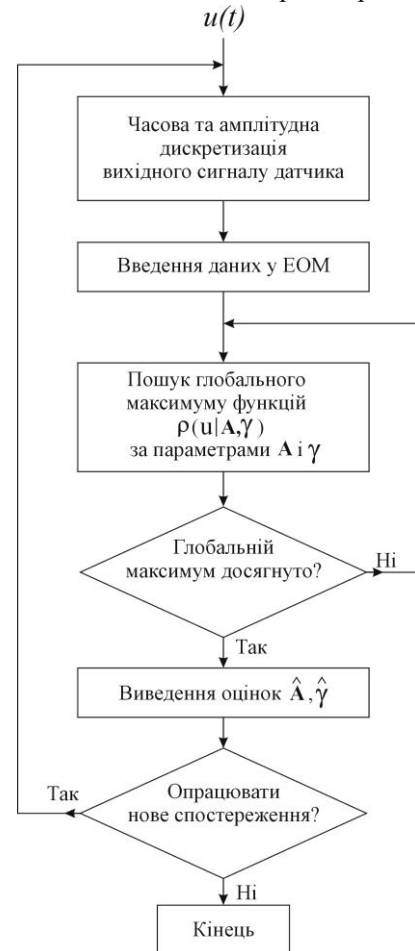 u(t)
Часова та амплітудна
дискретизація
вихідного сигналу датчика
Введення даних у ЕОМ
Пошук глобального
максимуму функцій
ρ(u|A,γ)
за параметрами A і γ
Глобальній
максимум досягнуто?
Ні
Так
Виведення оцінок Â, γ̂
Так
Опрацювати
нове спостереження?
Ні
Кінець